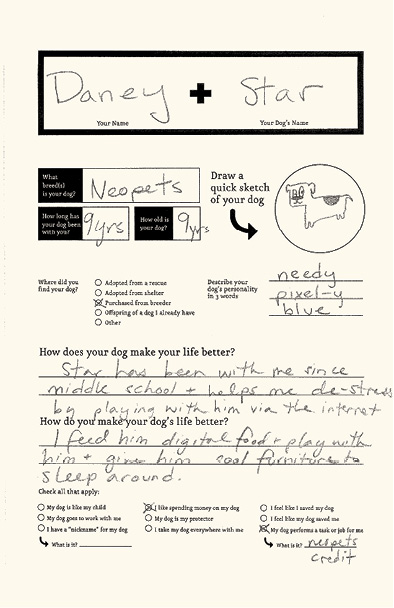 Daney + Star
Your Name Your Dog's Name
What breed(s) is your dog? Neopets
How long has your dog been with you? 9yrs
How old is your dog? 9yrs
Draw a quick sketch of your dog
Where did you find your dog?
Adopted from a rescue
Adopted from shelter
Purchased from breeder
Offspring of a dog I already have
Other
Describe your dog's personality in 3 words
needy
pixel-y
blue
How does your dog make your life better?
Star has been with me since
middle school + helps me de-stress
by playing with him via the internet
How do you make your dog's life better?
I feed him digital food + play with
him + give him cool furniture to
sleep around.
Check all that apply:
My dog is like my child
My dog goes to work with me
I have a "nickname" for my dog
What is it?
I like spending money on my dog
My dog is my protector
I take my dog everywhere with me
I feel like I saved my dog
I feel like my dog saved me
My dog performs a task or job for me
What is it? neopets
credit